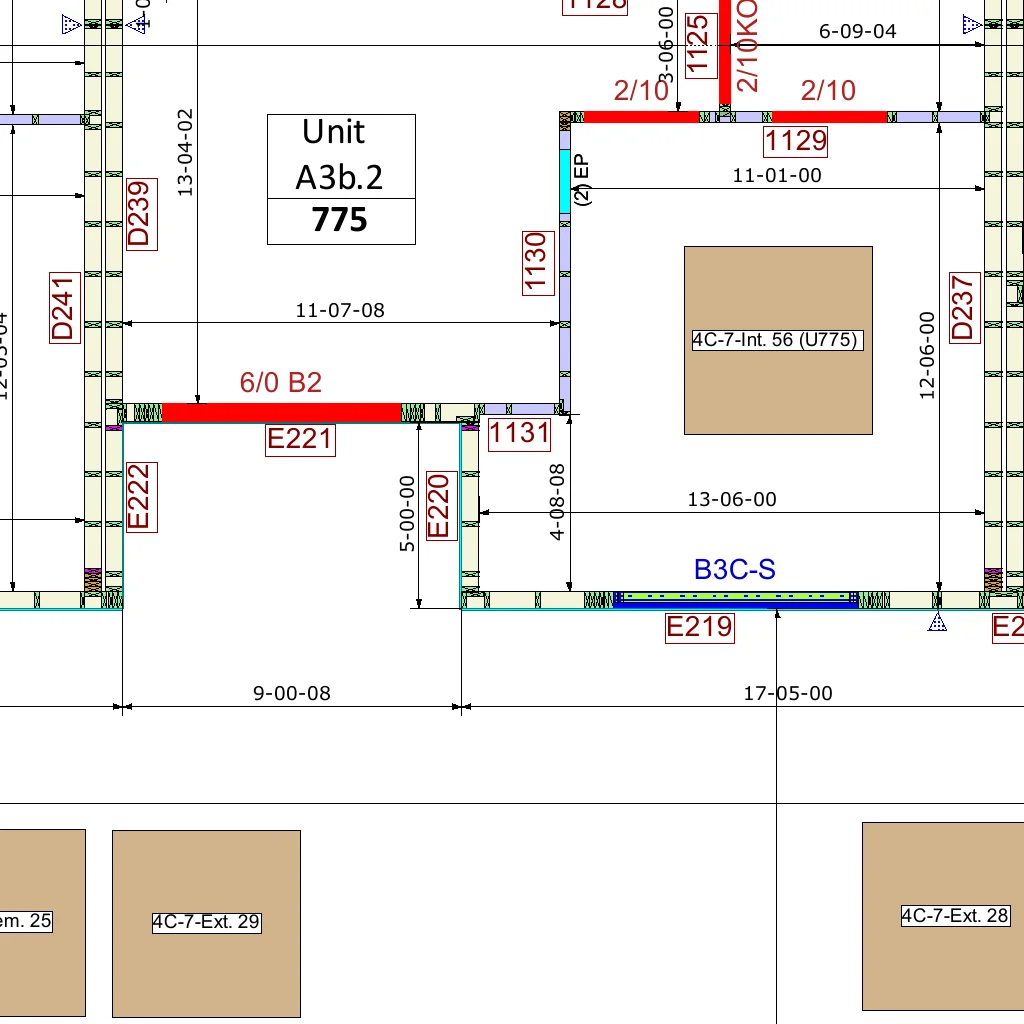 1128
3-06-00
1125
2/10KO
6-09-04
2/10
2/10
1129
13-04-02
Unit
A3b.2
775
(2) EP
11-01-00
D239
1130
D241
D237
11-07-08
4C-7-Int. 56 (U775)
12-06-00
6/0 B2
E221
1131
E222
5-00-00
E220
4-08-08
13-06-00
B3C-S
E219
9-00-08
17-05-00
4C-7-Ext. 29
4C-7-Ext. 28
em. 25